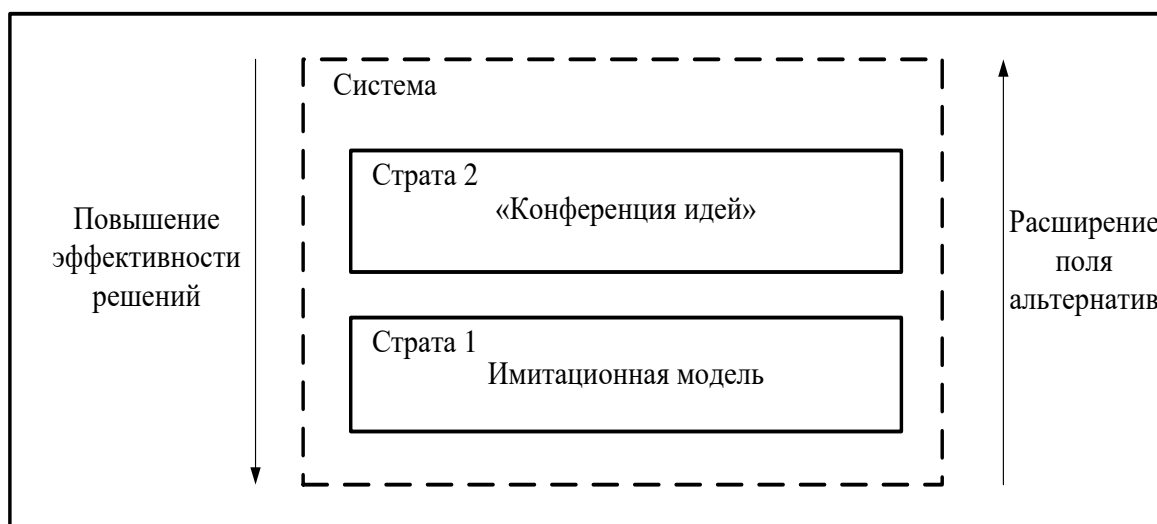 Система
Страта 2
«Конференция идей»
Страта 1
Имитационная модель
Повышение
эффективности
решений
Расширение
поля
альтернатив